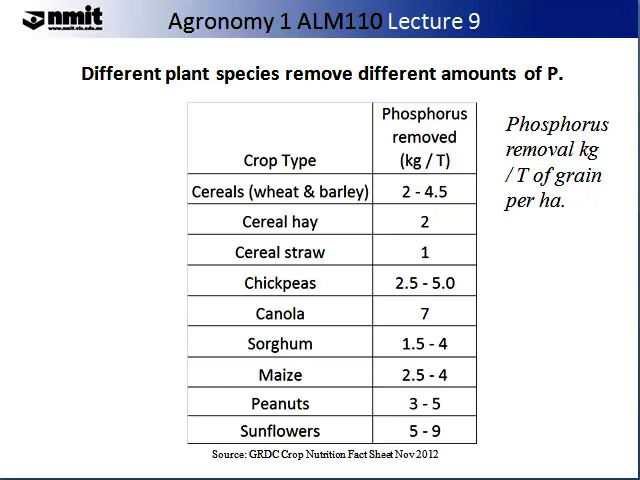 nmit
www.nmit.vic.edu.au
Agronomy 1 ALM110 Lecture 9
Different plant species remove different amounts of P.
Crop Type Phosphorus removed (kg / T)
Cereals (wheat & barley) 2 - 4.5
Cereal hay 2
Cereal straw 1
Chickpeas 2.5 - 5.0
Canola 7
Sorghum 1.5 - 4
Maize 2.5 - 4
Peanuts 3 - 5
Sunflowers 5 - 9
Phosphorus
removal kg
/ T of grain
per ha.
Source: GRDC Crop Nutrition Fact Sheet Nov 2012